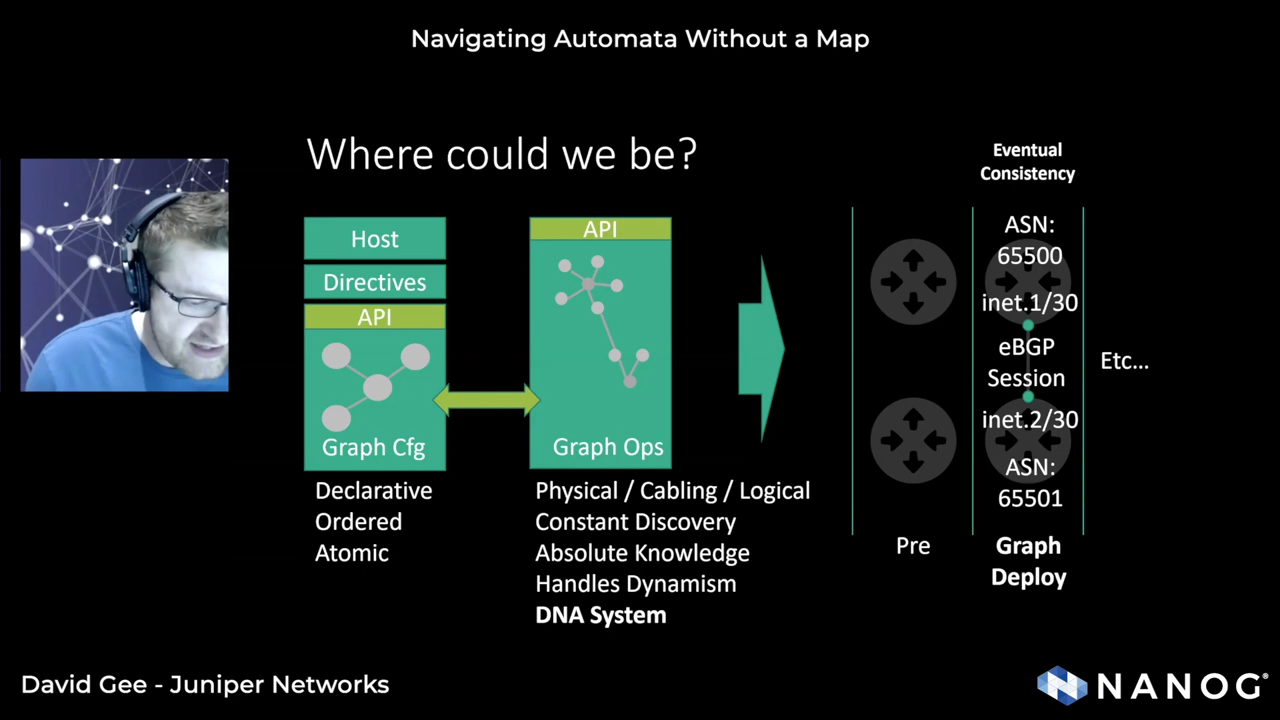 Navigating Automata Without a Map
Where could we be?
Host
Directives
API
Graph Cfg
Declarative
Ordered
Atomic
API
Graph Ops
Physical / Cabling / Logical
Constant Discovery
Absolute Knowledge
Handles Dynamism
DNA System
Pre
Eventual
Consistency
ASN:
65500
inet.1/30
eBGP
Session
inet.2/30
ASN:
65501
Graph
Deploy
Etc...
David Gee - Juniper Networks
NANOG®